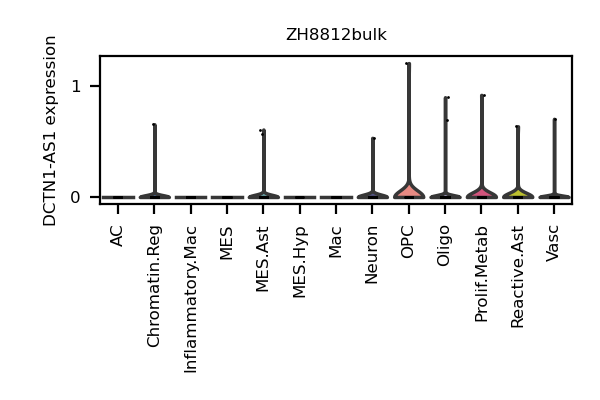 ZH8812bulk
DCTN1-AS1 expression
1
0
AC
Chromatin.Reg
Inflammatory.Mac
MES
MES.Ast
MES.Hyp
Mac
Neuron
OPC
Oligo
Prolif.Metab
Reactive.Ast
Vasc